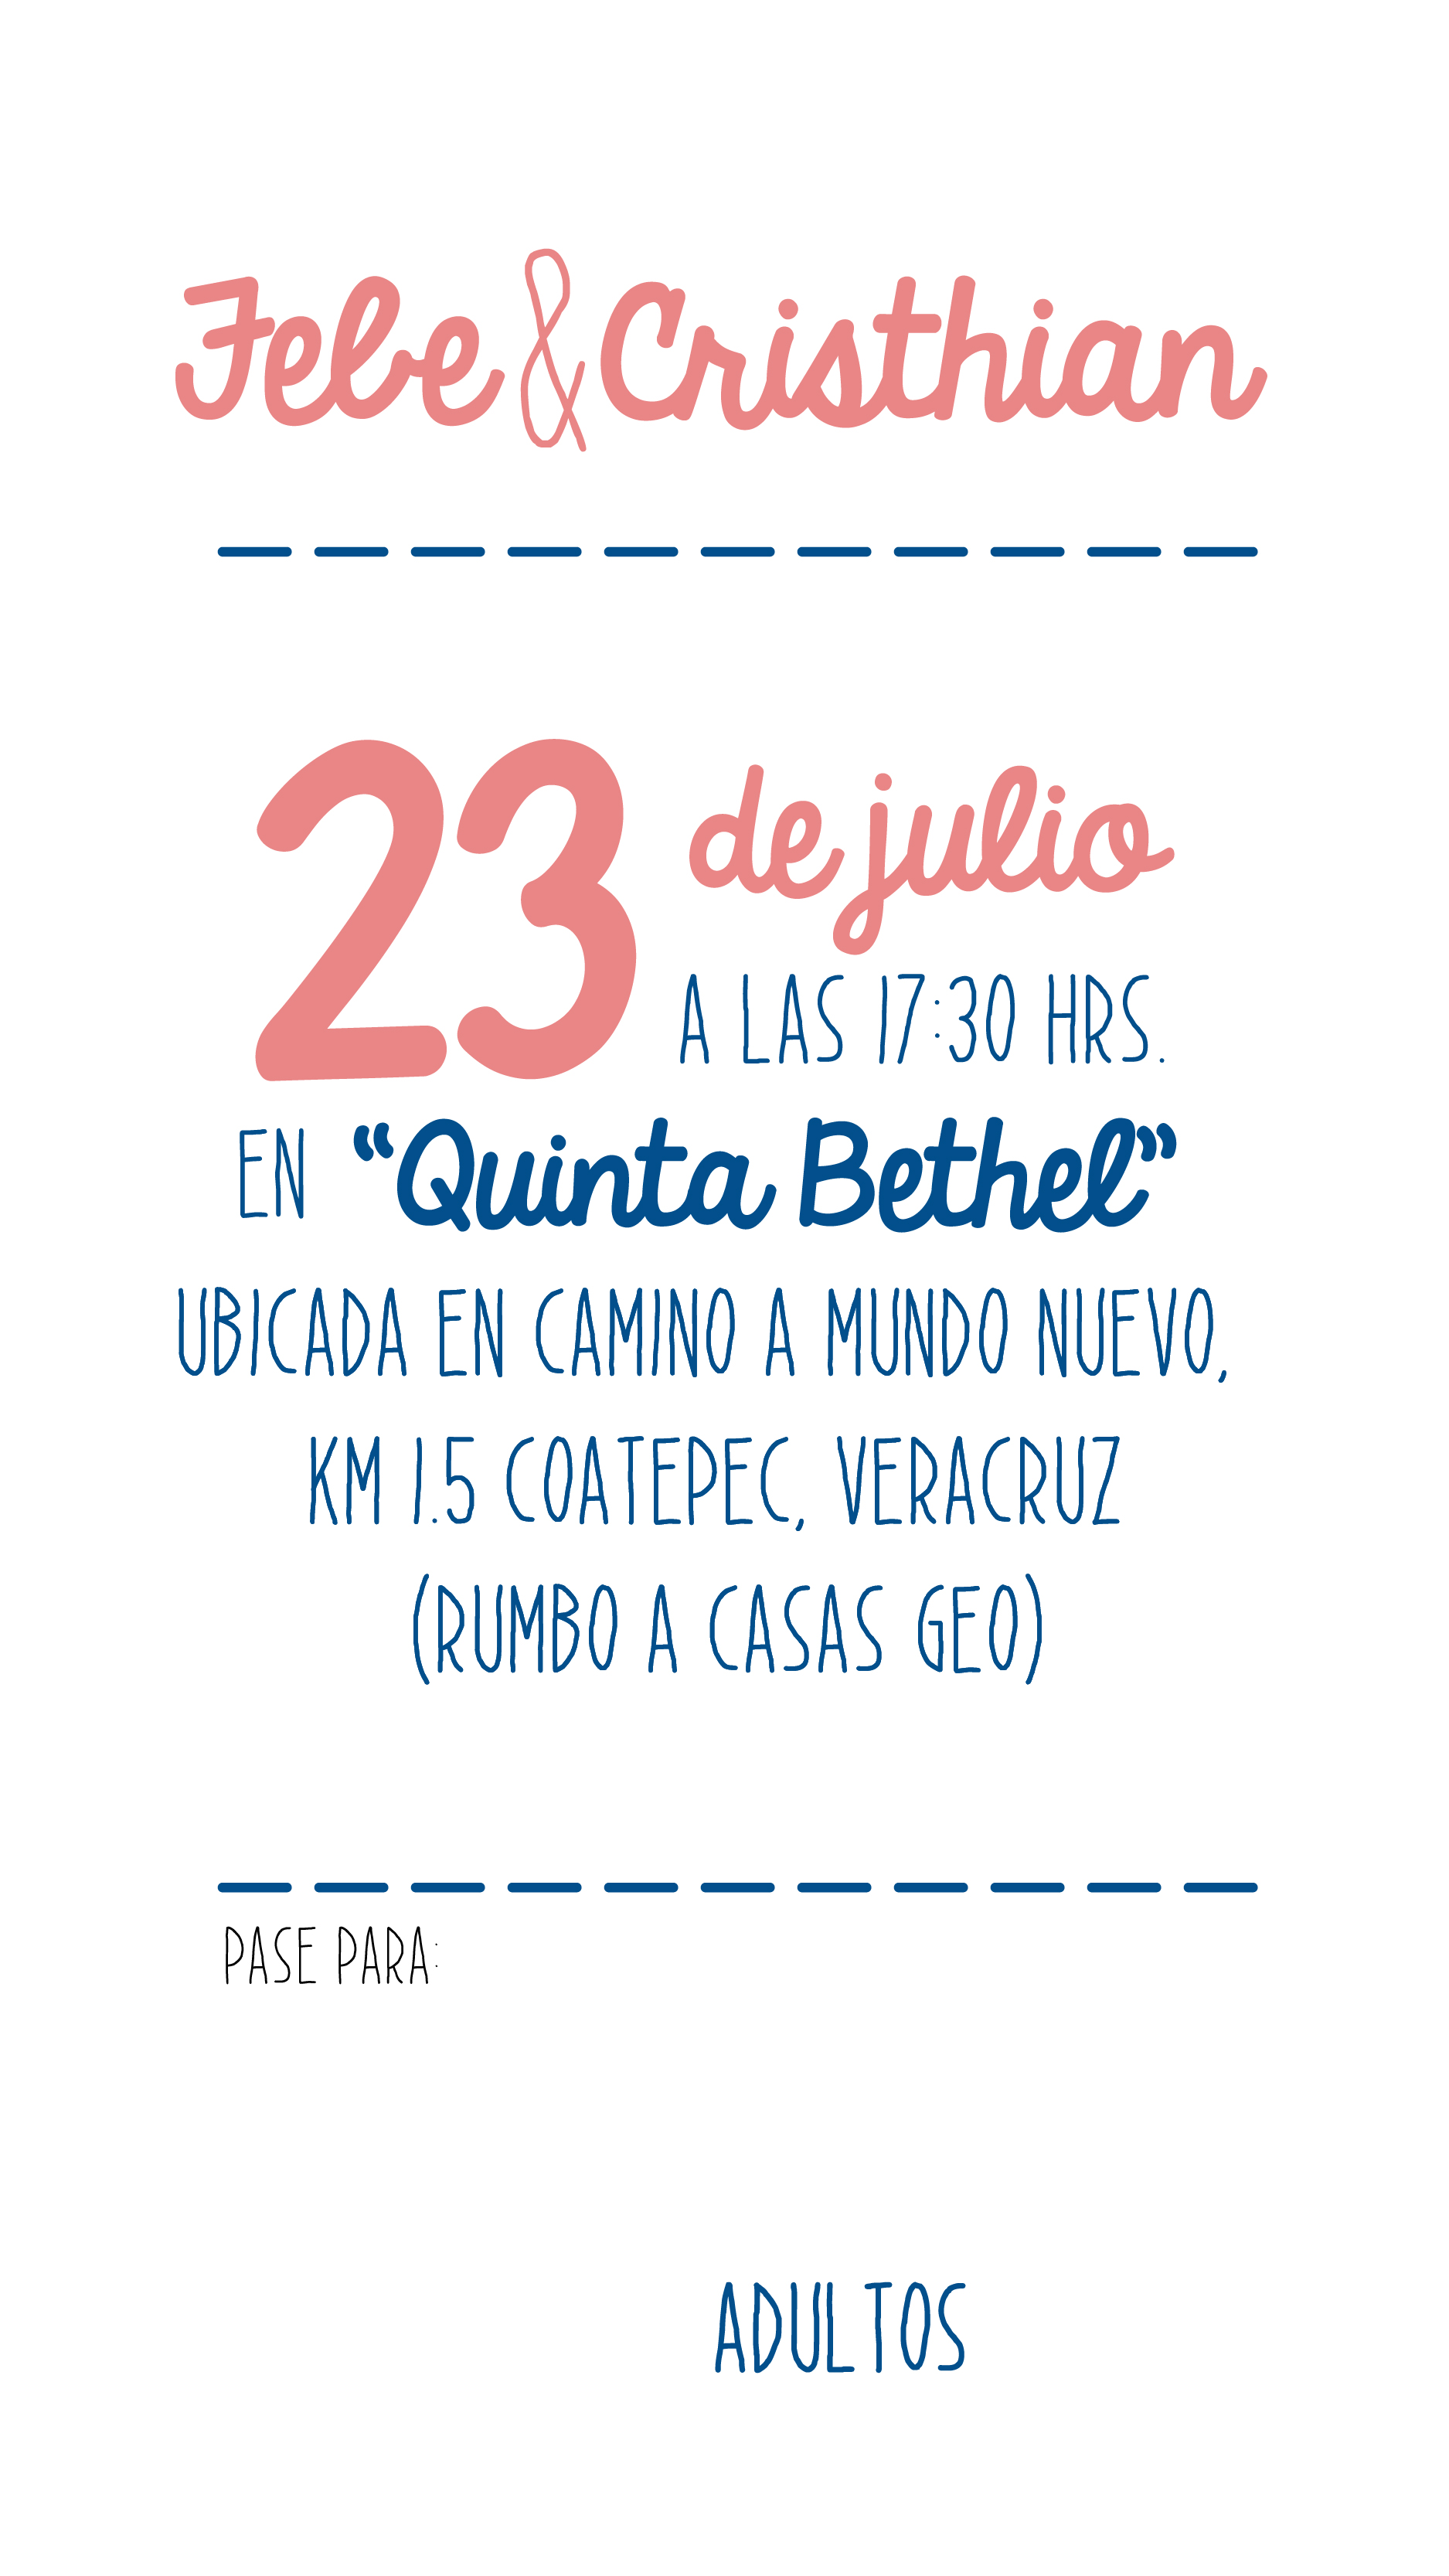 Febe & Cristhian
23 de julio
A LAS 17:30 HRS.
EN “Quinta Bethel”
UBICADA EN CAMINO A MUNDO NUEVO,
KM 1.5 COATEPEC, VERACRUZ
(RUMBO A CASAS GEO)
PASE PARA:
ADULTOS